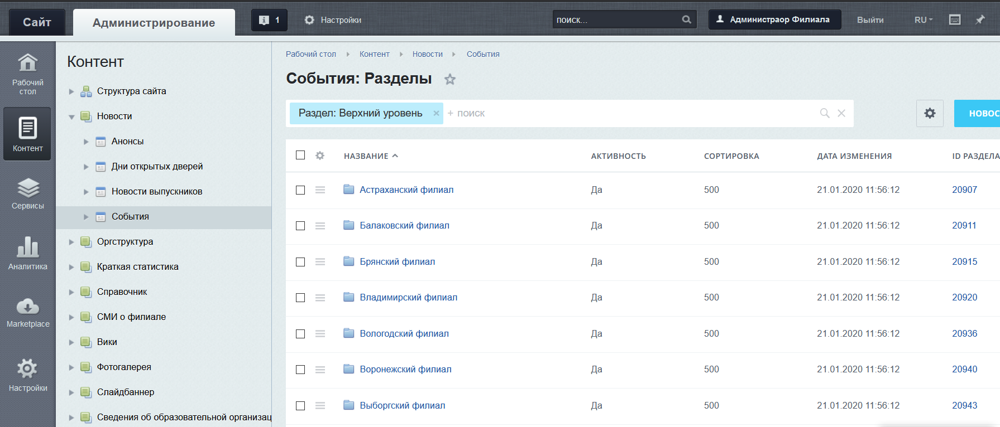 Сайт
Администрирование
1
Настройки
поиск...
Администраор Филиала
Выйти
RU
Рабочий стол
Контент
Сервисы
Аналитика
Marketplace
Настройки
Контент
Структура сайта
Новости
Анонсы
Дни открытых дверей
Новости выпускников
События
Оргструктура
Краткая статистика
Справочник
СМИ о филиале
Вики
Фотогалерея
Слайдбаннер
Сведения об образовательной организац
Рабочий стол Контент Новости События
События: Разделы
Раздел: Верхний уровень × + поиск
НОВОС
НАЗВАНИЕ АКТИВНОСТЬ СОРТИРОВКА ДАТА ИЗМЕНЕНИЯ ID РАЗДЕЛА
Астраханский филиал Да 500 21.01.2020 11:56:12 20907
Балаковский филиал Да 500 21.01.2020 11:56:12 20911
Брянский филиал Да 500 21.01.2020 11:56:12 20915
Владимирский филиал Да 500 21.01.2020 11:56:12 20920
Вологодский филиал Да 500 21.01.2020 11:56:12 20936
Воронежский филиал Да 500 21.01.2020 11:56:12 20940
Выборгский филиал Да 500 21.01.2020 11:56:12 20943